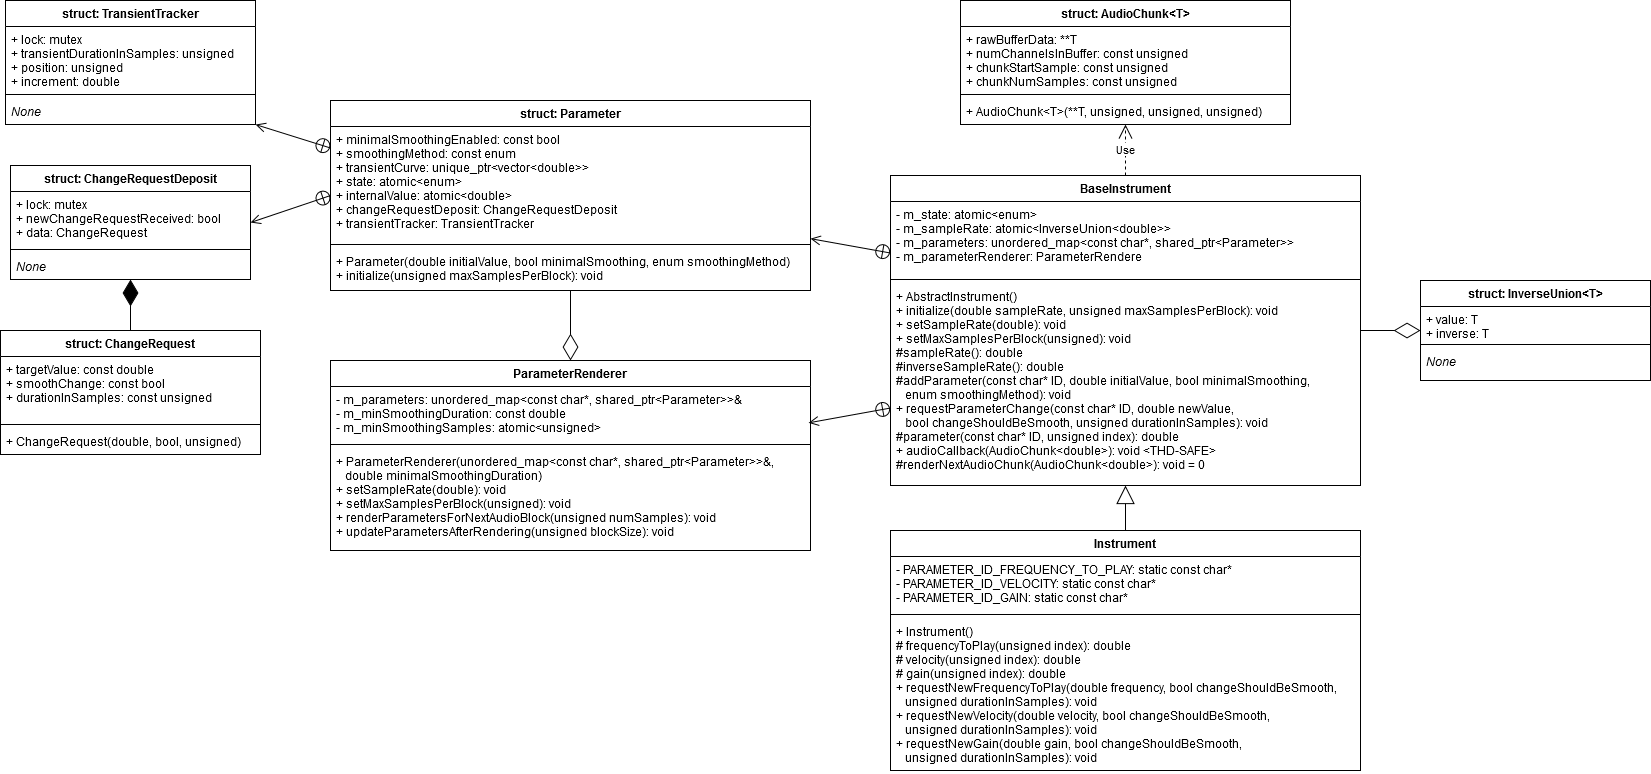 struct: TransientTracker
+ lock: mutex
+ transientDurationInSamples: unsigned
+ position: unsigned
+ increment: double
None
struct: ChangeRequestDeposit
+ lock: mutex
+ newChangeRequestReceived: bool
+ data: ChangeRequest
None
struct: ChangeRequest
+ targetValue: const double
+ smoothChange: const bool
+ durationInSamples: const unsigned
+ ChangeRequest(double, bool, unsigned)
struct: Parameter
+ minimalSmoothingEnabled: const bool
+ smoothingMethod: const enum
+ transientCurve: unique_ptr<vector<double>>
+ state: atomic<enum>
+ internalValue: atomic<double>
+ changeRequestDeposit: ChangeRequestDeposit
+ transientTracker: TransientTracker
+ Parameter(double initialValue, bool minimalSmoothing, enum smoothingMethod)
+ initialize(unsigned maxSamplesPerBlock): void
ParameterRenderer
- m_parameters: unordered_map<const char*, shared_ptr<Parameter>>&
- m_minSmoothingDuration: const double
- m_minSmoothingSamples: atomic<unsigned>
+ ParameterRenderer(unordered_map<const char*, shared_ptr<Parameter>>&,
double minimalSmoothingDuration)
+ setSampleRate(double): void
+ setMaxSamplesPerBlock(unsigned): void
+ renderParametersForNextAudioBlock(unsigned numSamples): void
+ updateParametersAfterRendering(unsigned blockSize): void
struct: AudioChunk<T>
+ rawBufferData: **T
+ numChannelsInBuffer: const unsigned
+ chunkStartSample: const unsigned
+ chunkNumSamples: const unsigned
+ AudioChunk<T>(**T, unsigned, unsigned, unsigned)
Use
BaseInstrument
- m_state: atomic<enum>
- m_sampleRate: atomic<InverseUnion<double>>
- m_parameters: unordered_map<const char*, shared_ptr<Parameter>>
- m_parameterRenderer: ParameterRendere
+ AbstractInstrument()
+ initialize(double sampleRate, unsigned maxSamplesPerBlock): void
+ setSampleRate(double): void
+ setMaxSamplesPerBlock(unsigned): void
#sampleRate(): double
#inverseSampleRate(): double
#addParameter(const char* ID, double initialValue, bool minimalSmoothing,
enum smoothingMethod): void
+ requestParameterChange(const char* ID, double newValue,
bool changeShouldBeSmooth, unsigned durationInSamples): void
#parameter(const char* ID, unsigned index): double
+ audioCallback(AudioChunk<double>): void <THD-SAFE>
#renderNextAudioChunk(AudioChunk<double>): void = 0
struct: InverseUnion<T>
+ value: T
+ inverse: T
None
Instrument
- PARAMETER_ID_FREQUENCY_TO_PLAY: static const char*
- PARAMETER_ID_VELOCITY: static const char*
- PARAMETER_ID_GAIN: static const char*
+ Instrument()
# frequencyToPlay(unsigned index): double
# velocity(unsigned index): double
# gain(unsigned index): double
+ requestNewFrequencyToPlay(double frequency, bool changeShouldBeSmooth,
unsigned durationInSamples): void
+ requestNewVelocity(double velocity, bool changeShouldBeSmooth,
unsigned durationInSamples): void
+ requestNewGain(double gain, bool changeShouldBeSmooth,
unsigned durationInSamples): void